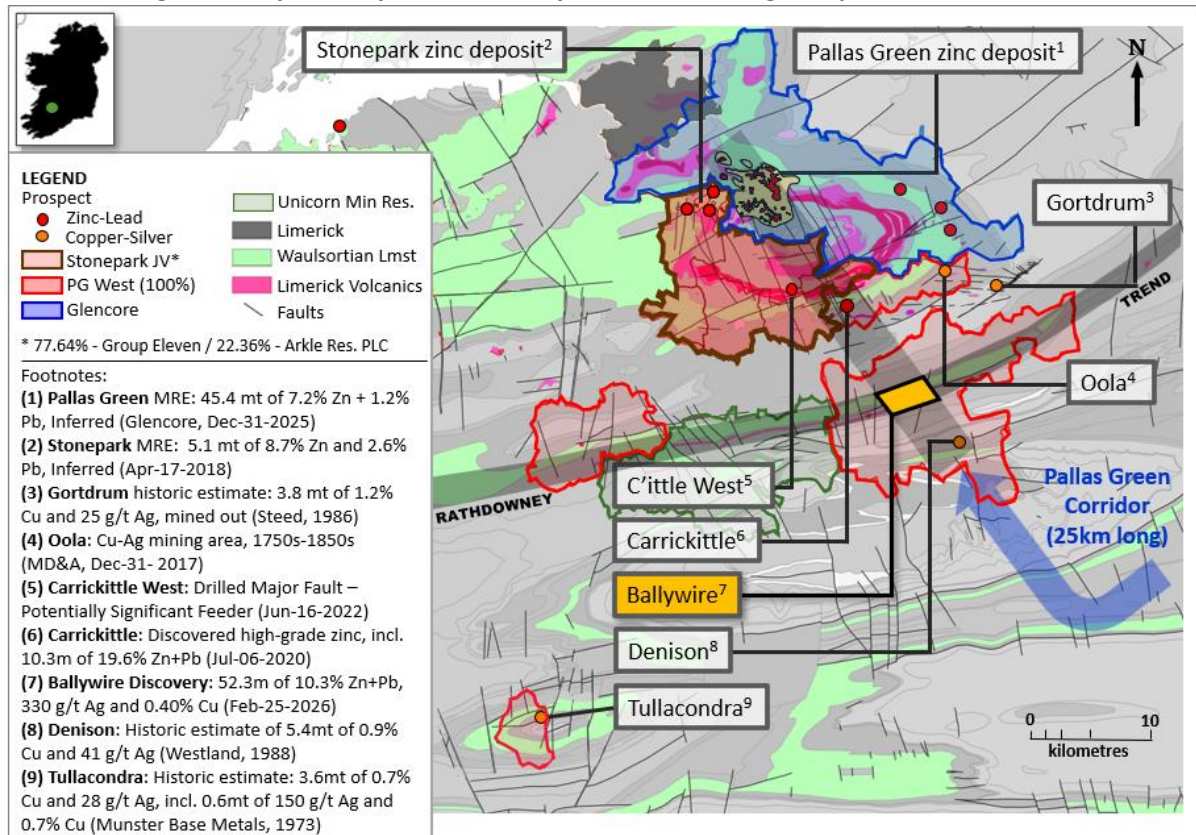 Stonepark zinc deposit²
Pallas Green zinc deposit¹
N
Gortdrum³
TREND
Oola⁴
LEGEND
Prospect
Zinc-Lead
Copper-Silver
Stonepark JV*
PG West (100%)
Glencore
Unicorn Min Res.
Limerick
Waulsortian Lmst
Limerick Volcanics
Faults
* 77.64% - Group Eleven / 22.36% - Arkle Res. PLC
Footnotes:
(1) Pallas Green MRE: 45.4 mt of 7.2% Zn + 1.2%
Pb, Inferred (Glencore, Dec-31-2025)
(2) Stonepark MRE: 5.1 mt of 8.7% Zn and 2.6%
Pb, Inferred (Apr-17-2018)
(3) Gortdrum historic estimate: 3.8 mt of 1.2%
Cu and 25 g/t Ag, mined out (Steed, 1986)
(4) Oola: Cu-Ag mining area, 1750s-1850s
(MD&A, Dec-31- 2017)
(5) Carrickittle West: Drilled Major Fault –
Potentially Significant Feeder (Jun-16-2022)
(6) Carrickittle: Discovered high-grade zinc, incl.
10.3m of 19.6% Zn+Pb (Jul-06-2020)
(7) Ballywire Discovery: 52.3m of 10.3% Zn+Pb,
330 g/t Ag and 0.40% Cu (Feb-25-2026)
(8) Denison: Historic estimate of 5.4mt of 0.9%
Cu and 41 g/t Ag (Westland, 1988)
(9) Tullacondra: Historic estimate: 3.6mt of 0.7%
Cu and 28 g/t Ag, incl. 0.6mt of 150 g/t Ag and
0.7% Cu (Munster Base Metals, 1973)
RATHDOWNEY
C'ittle West⁵
Carrickittle⁶
Ballywire⁷
Denison⁸
Tullacondra⁹
Pallas Green
Corridor
(25km long)
0 10
kilometres